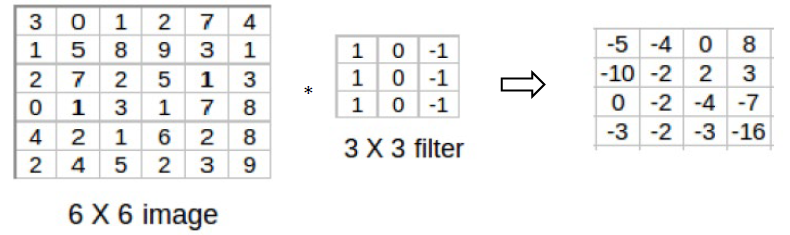 3 0 1 2 7 4
1 5 8 9 3 1
2 7 2 5 1 3
0 1 3 1 7 8
4 2 1 6 2 8
2 4 5 2 3 9
6 X 6 image
*
1 0 -1
1 0 -1
1 0 -1
3 X 3 filter
-5 -4 0 8
-10 -2 2 3
0 -2 -4 -7
-3 -2 -3 -16